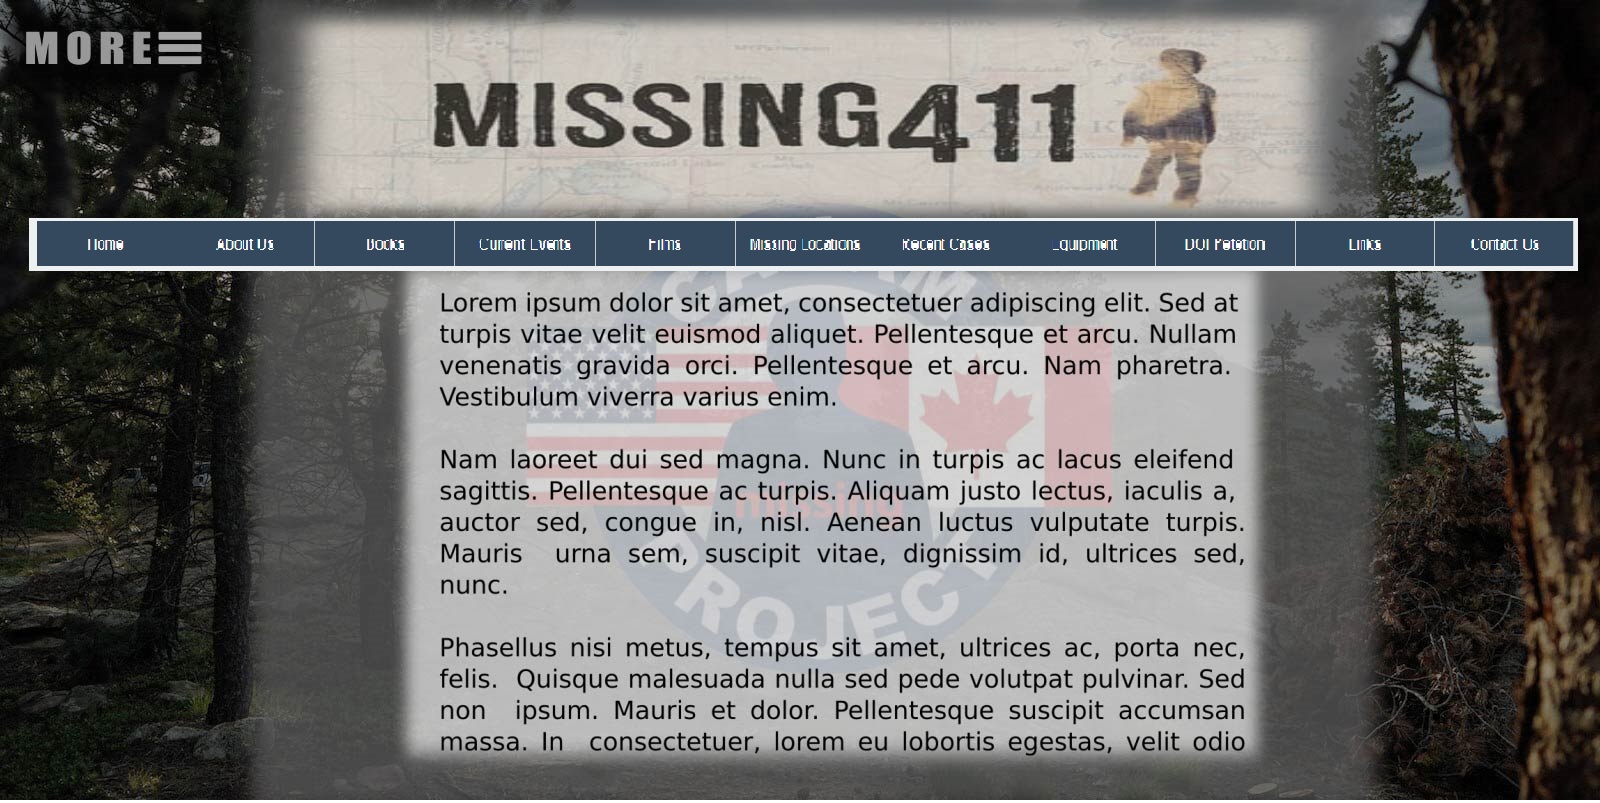 MORE
MISSING411
Home About Us Books Current Events Films Missing Locations Recent Cases Equipment DOI Petetion Links Contact Us
Lorem ipsum dolor sit amet, consectetuer adipiscing elit. Sed at
turpis vitae velit euismod aliquet. Pellentesque et arcu. Nullam
venenatis gravida orci. Pellentesque et arcu. Nam pharetra.
Vestibulum viverra varius enim.
Nam laoreet dui sed magna. Nunc in turpis ac lacus eleifend
sagittis. Pellentesque ac turpis. Aliquam justo lectus, iaculis a,
auctor sed, congue in, nisl. Aenean luctus vulputate turpis.
Mauris urna sem, suscipit vitae, dignissim id, ultrices sed,
nunc.
Phasellus nisi metus, tempus sit amet, ultrices ac, porta nec,
felis. Quisque malesuada nulla sed pede volutpat pulvinar. Sed
non ipsum. Mauris et dolor. Pellentesque suscipit accumsan
massa. In consectetuer, lorem eu lobortis egestas, velit odio
missing
PROJECT